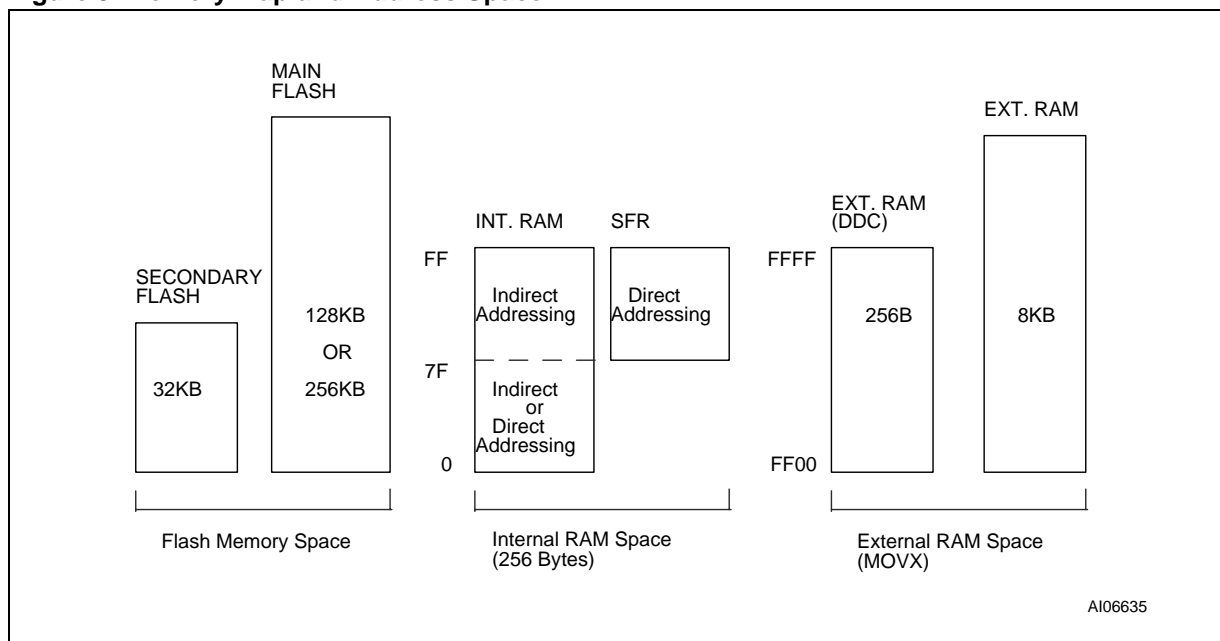 MAIN
FLASH
128KB
OR
256KB
SECONDARY
FLASH
32KB
Flash Memory Space
INT. RAM
SFR
FF
Indirect
Addressing
Direct
Addressing
7F
Indirect
or
Direct
Addressing
0
Internal RAM Space
(256 Bytes)
EXT. RAM
(DDC)
FFFF
256B
FF00
EXT. RAM
8KB
External RAM Space
(MOVX)
AI06635